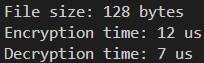 File size: 128 bytes
Encryption time: 12 us
Decryption time: 7 us